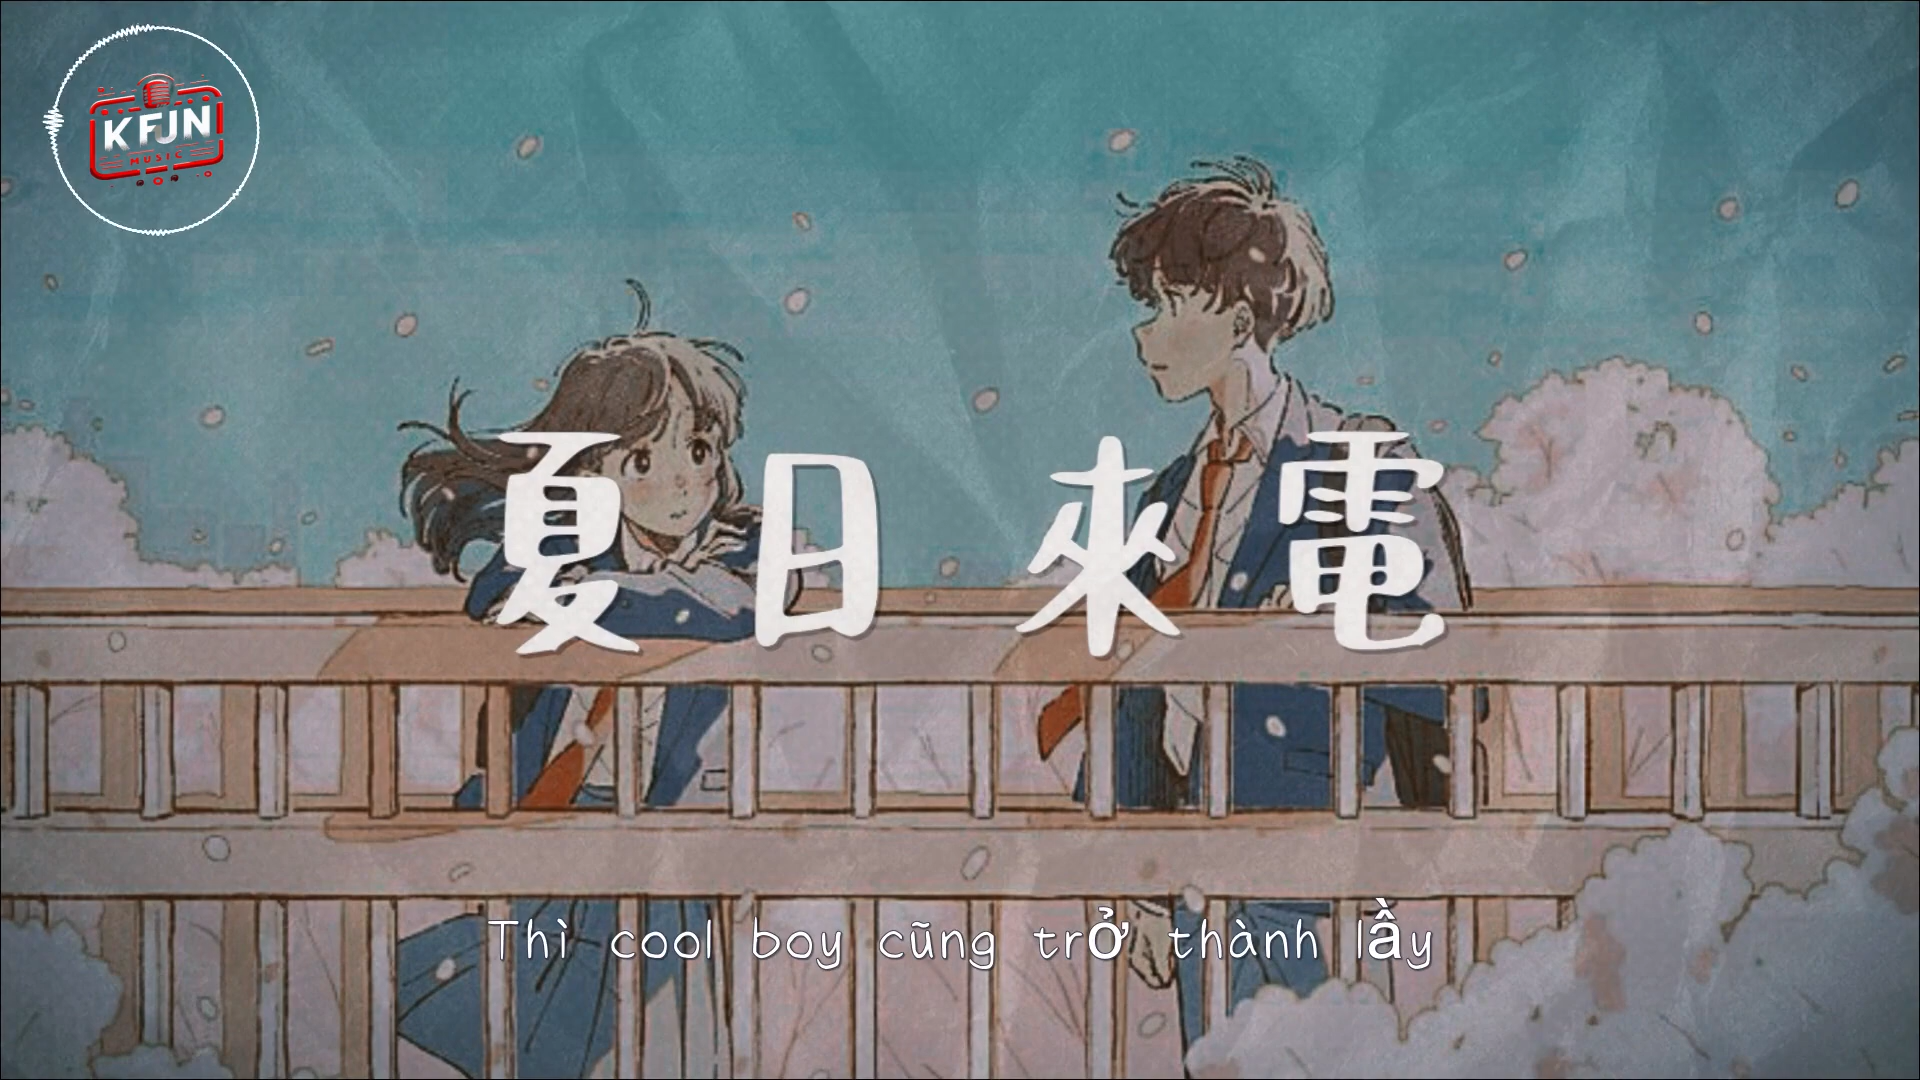 KFJN
MUSIC
夏日來電
Thì cool boy cũng trở thành lầy